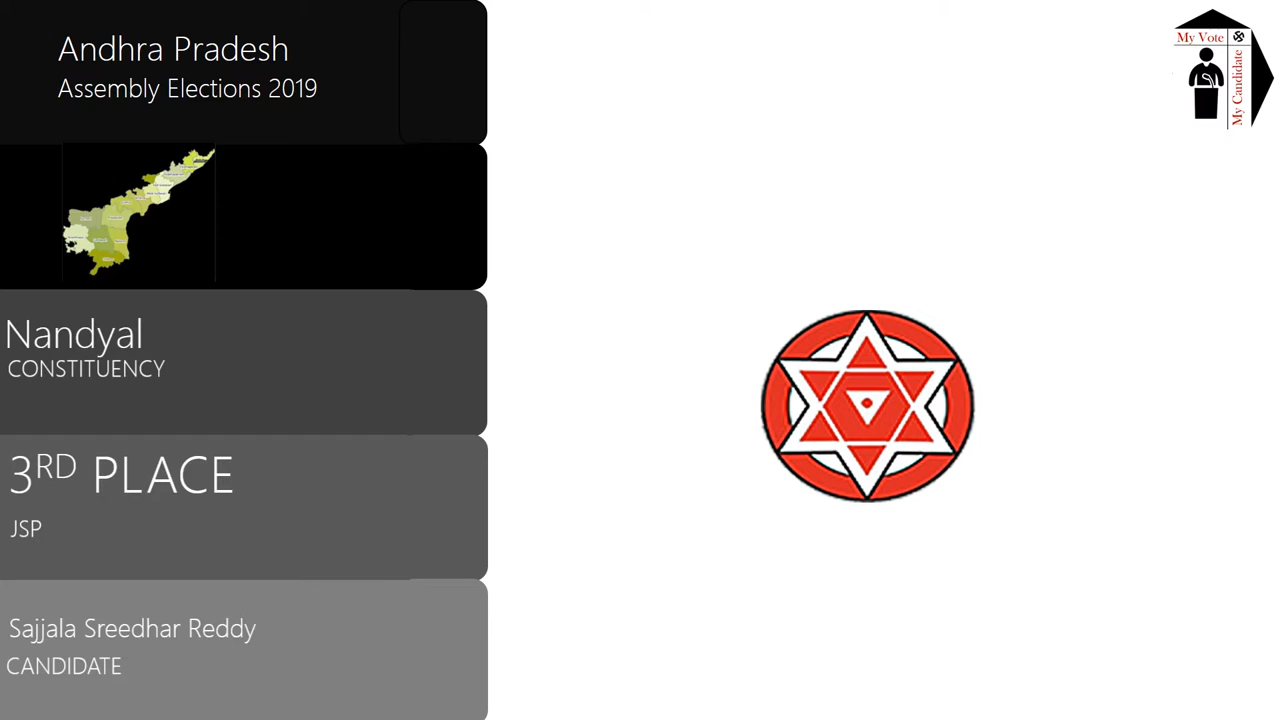 Andhra Pradesh
Assembly Elections 2019
Nandyal
CONSTITUENCY
3RD PLACE
JSP
Sajjala Sreedhar Reddy
CANDIDATE
My Vote
My Candidate